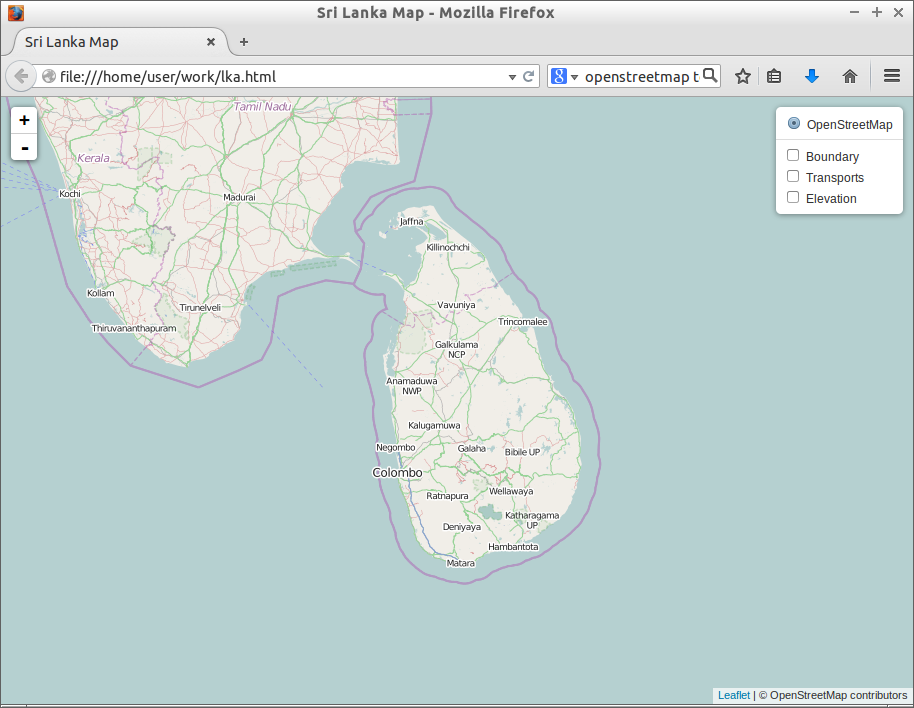 Sri Lanka Map - Mozilla Firefox
Sri Lanka Map
file:///home/user/work/lka.html
openstreetmap t
+
-
OpenStreetMap
Boundary
Transports
Elevation
Tamil Nadu
Kerala
Kochi
Madurai
Jaffna
Killinochchi
Kollam
Tirunelveli
Vavuniya
Thiruvananthapuram
Trincomalee
Galkulama
NCP
Anamaduwa
NWP
Kalugamuwa
Negombo
Galaha
Bibile UP
Colombo
Ratnapura
Wellawaya
Katharagama
UP
Deniyaya
Hambantota
Matara
Leaflet | © OpenStreetMap contributors